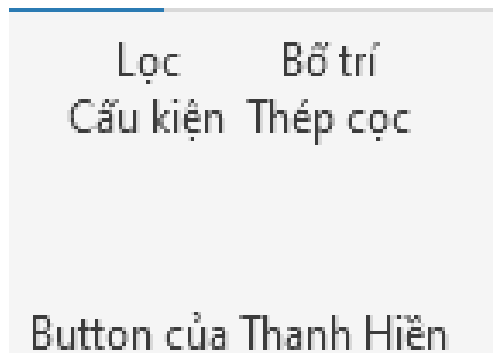 Lọc Bố trí
Cấu kiện Thép cọc
Button của Thanh Hiền